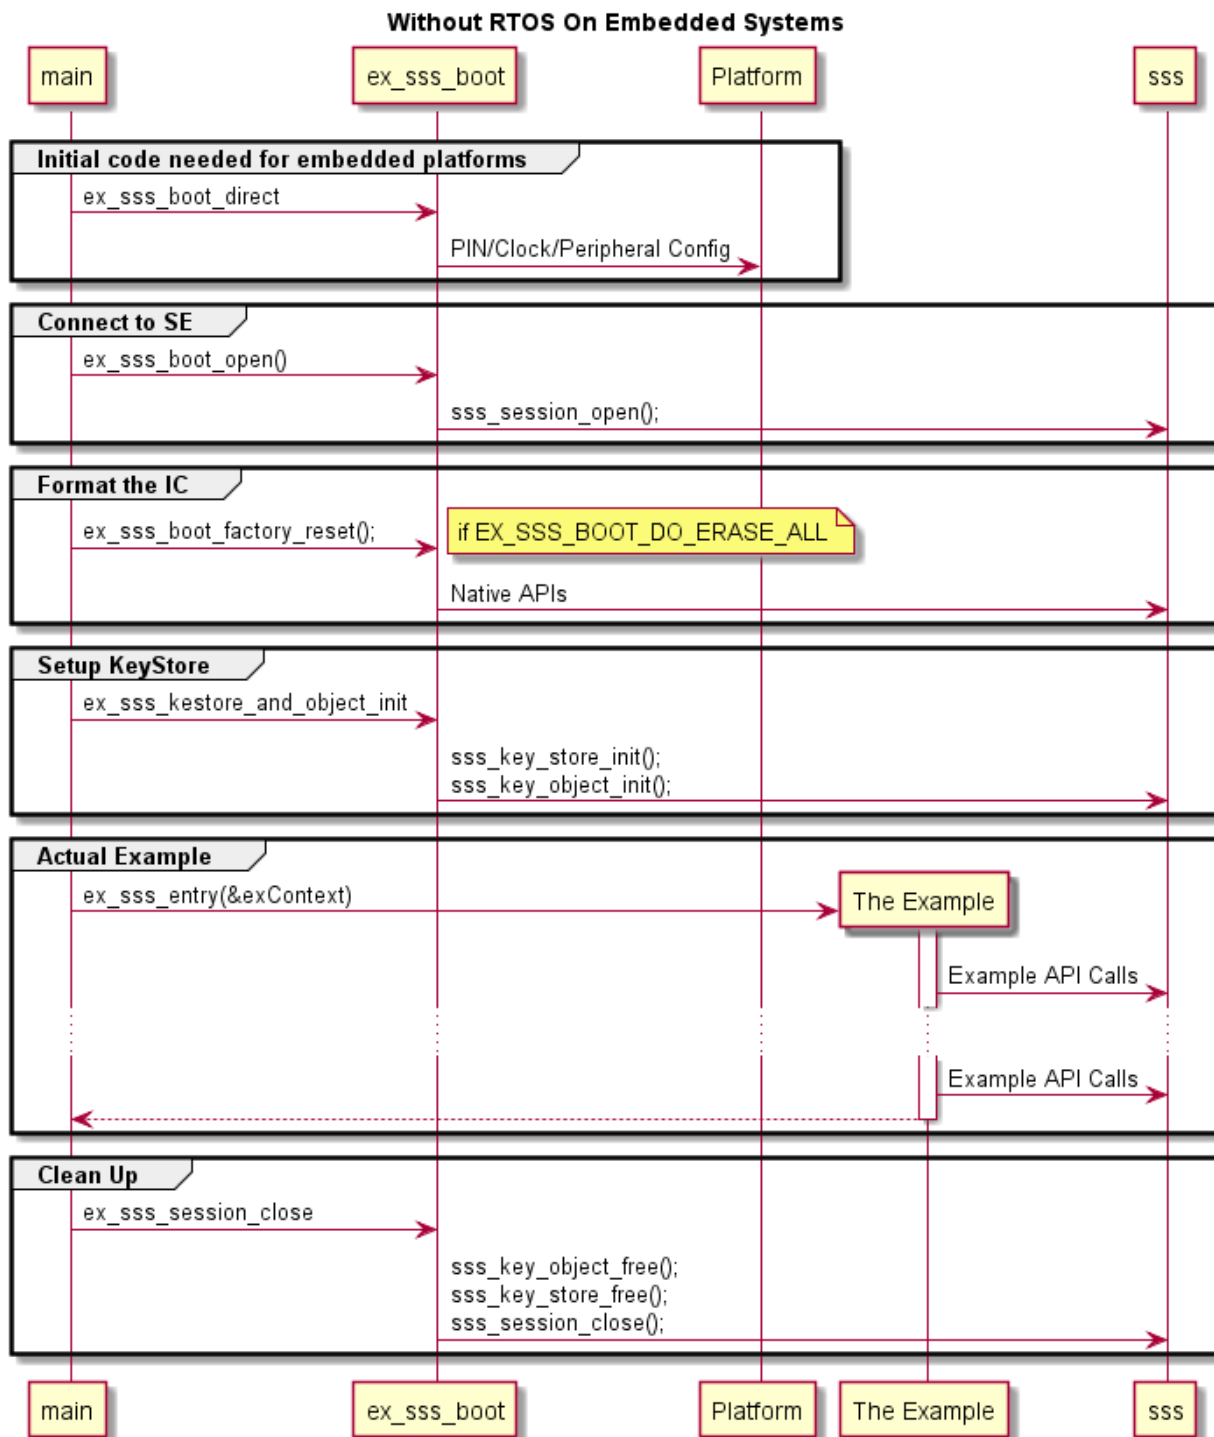 Without RTOS On Embedded Systems
main
ex_sss_boot
Platform
sss
Initial code needed for embedded platforms
ex_sss_boot_direct
PIN/Clock/Peripheral Config
Connect to SE
ex_sss_boot_open()
sss_session_open();
Format the IC
ex_sss_boot_factory_reset();
if EX_SSS_BOOT_DO_ERASE_ALL
Native APIs
Setup KeyStore
ex_sss_kestore_and_object_init
sss_key_store_init();
sss_key_object_init();
Actual Example
ex_sss_entry(&exContext)
The Example
Example API Calls
Example API Calls
Clean Up
ex_sss_session_close
sss_key_object_free();
sss_key_store_free();
sss_session_close();
main
ex_sss_boot
Platform
The Example
sss